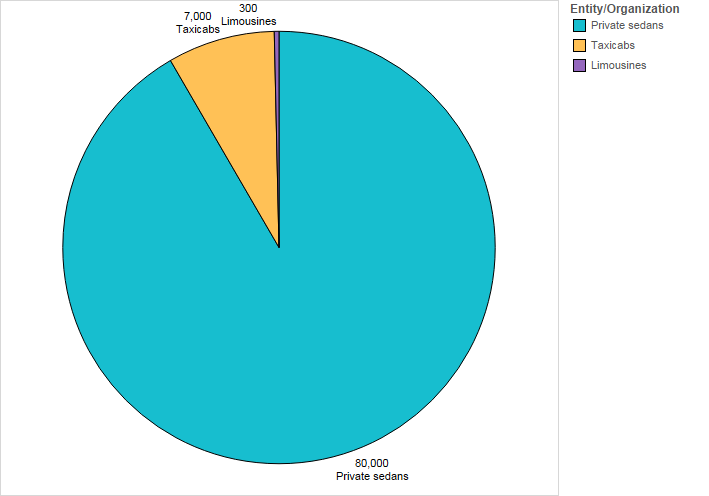 7,000
Taxicabs
300
Limousines
80,000
Private sedans
Entity/Organization
Private sedans
Taxicabs
Limousines